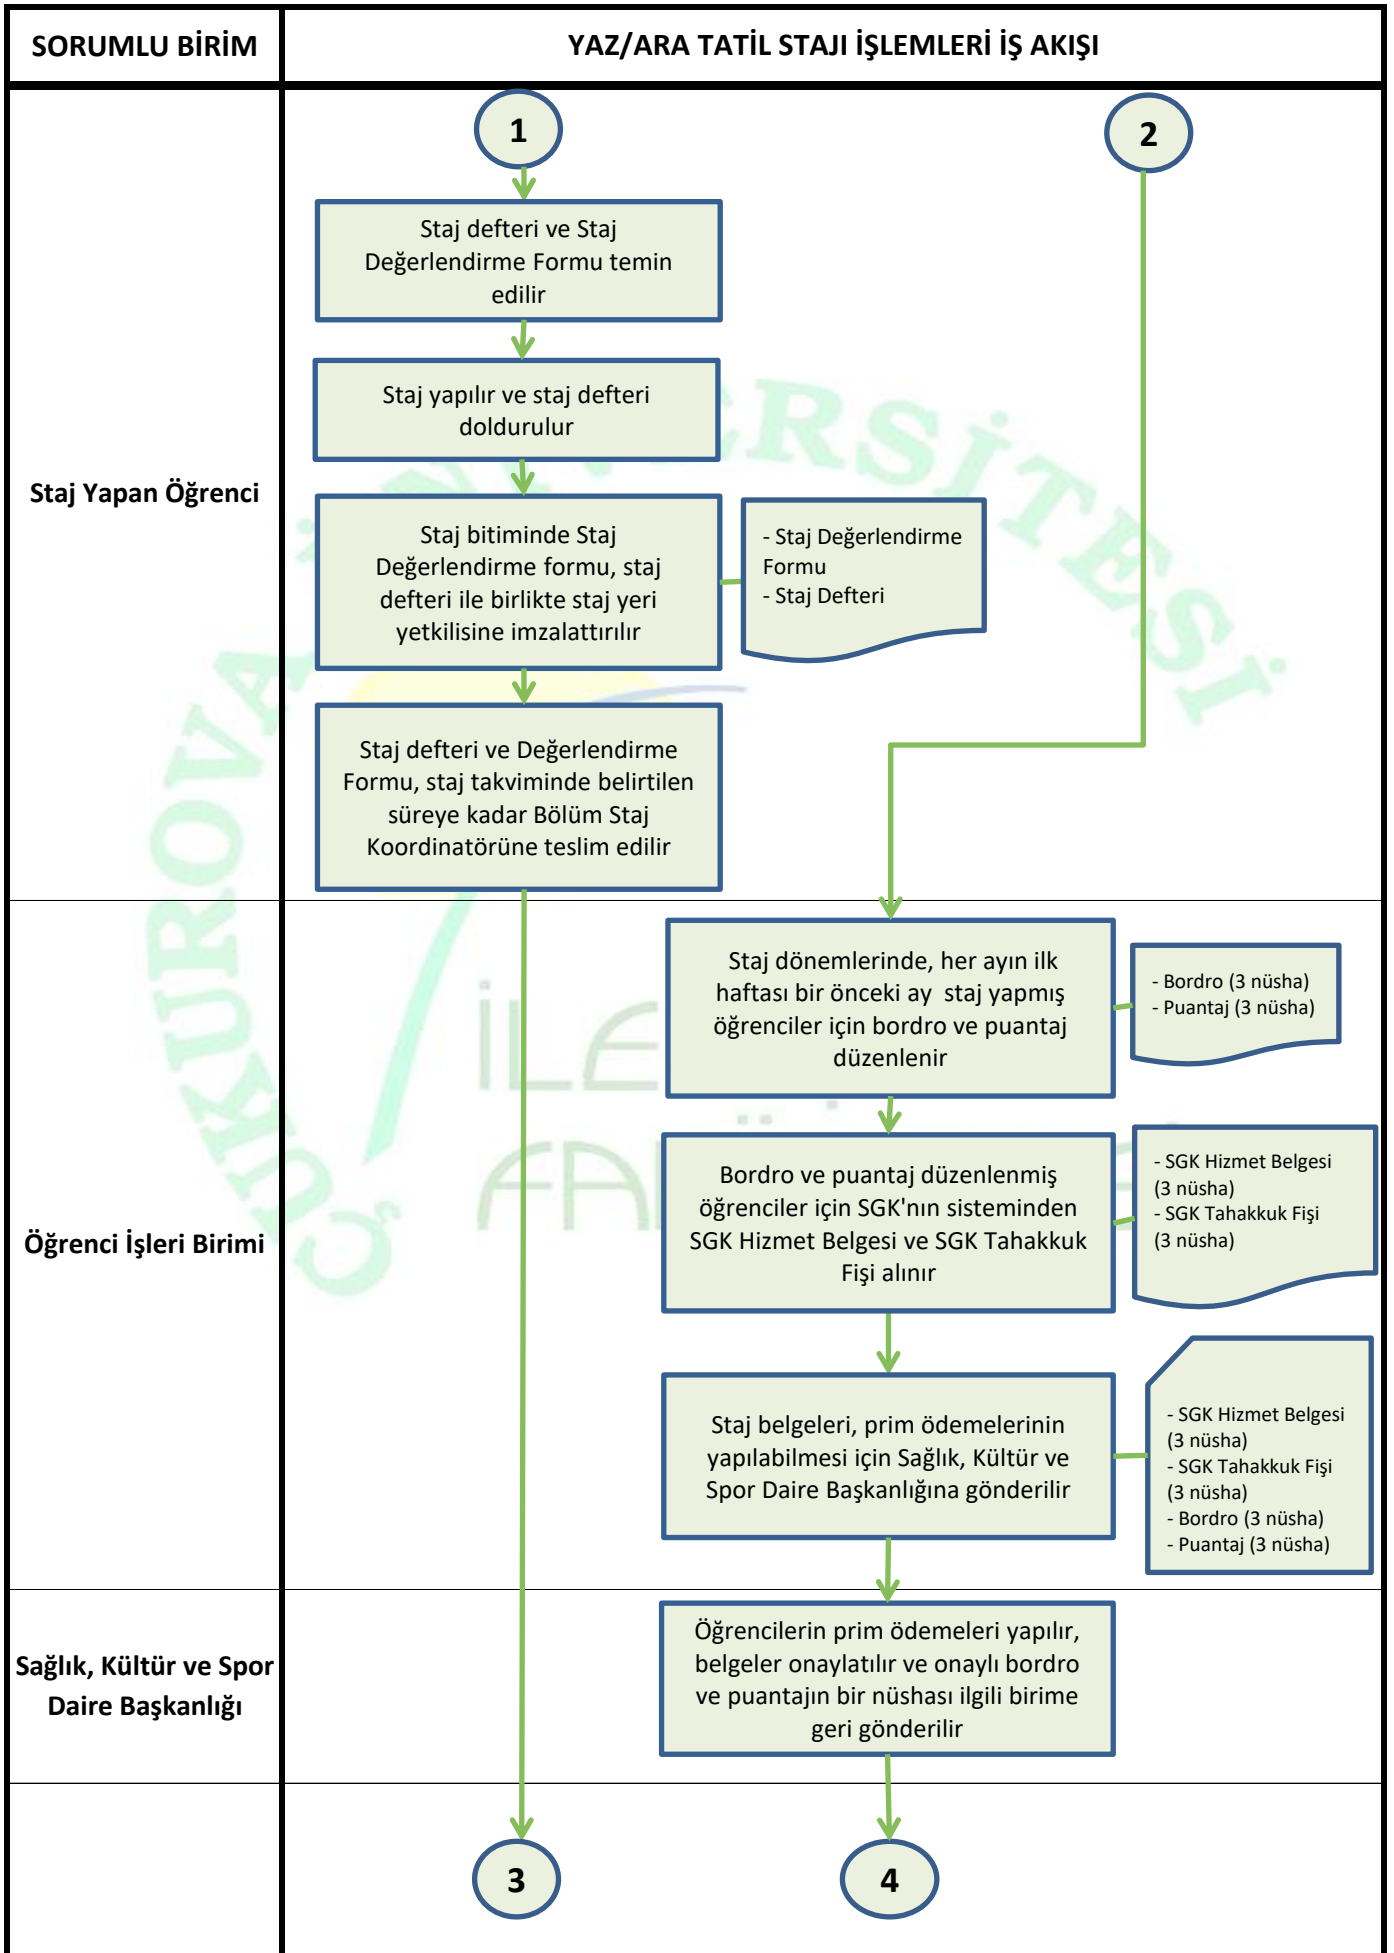 SORUMLU BİRİM
YAZ/ARA TATİL STAJI İŞLEMLERİ İŞ AKIŞI
1
2
Staj defteri ve Staj
Değerlendirme Formu temin
edilir
Staj yapılır ve staj defteri
doldurulur
Staj Yapan Öğrenci
Staj bitiminde Staj
Değerlendirme formu, staj
defteri ile birlikte staj yeri
yetkilisine imzalattırılır
- Staj Değerlendirme
Formu
- Staj Defteri
Staj defteri ve Değerlendirme
Formu, staj takviminde belirtilen
süreye kadar Bölüm Staj
Koordinatörüne teslim edilir
Öğrenci İşleri Birimi
Staj dönemlerinde, her ayın ilk
haftası bir önceki ay  staj yapmış
öğrenciler için bordro ve puantaj
düzenlenir
- Bordro (3 nüsha)
- Puantaj (3 nüsha)
Bordro ve puantaj düzenlenmiş
öğrenciler için SGK'nın sisteminden
SGK Hizmet Belgesi ve SGK Tahakkuk
Fişi alınır
- SGK Hizmet Belgesi
(3 nüsha)
- SGK Tahakkuk Fişi
(3 nüsha)
Staj belgeleri, prim ödemelerinin
yapılabilmesi için Sağlık, Kültür ve
Spor Daire Başkanlığına gönderilir
- SGK Hizmet Belgesi
(3 nüsha)
- SGK Tahakkuk Fişi
(3 nüsha)
- Bordro (3 nüsha)
- Puantaj (3 nüsha)
Sağlık, Kültür ve Spor
Daire Başkanlığı
Öğrencilerin prim ödemeleri yapılır,
belgeler onaylatılır ve onaylı bordro
ve puantajın bir nüshası ilgili birime
geri gönderilir
3
4